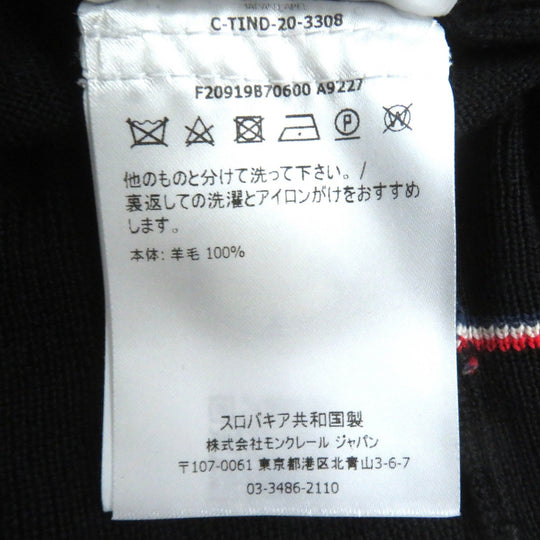 C-TIND-20-3308
F20919B70600 A9227
他のものと分けて洗って下さい。/
裏返しての洗濯とアイロンがけをおすすめ
します。
本体: 羊毛 100%
スロバキア共和国製
株式会社モンクレール ジャパン
〒107-0061 東京都港区北青山3-6-7
03-3486-2110